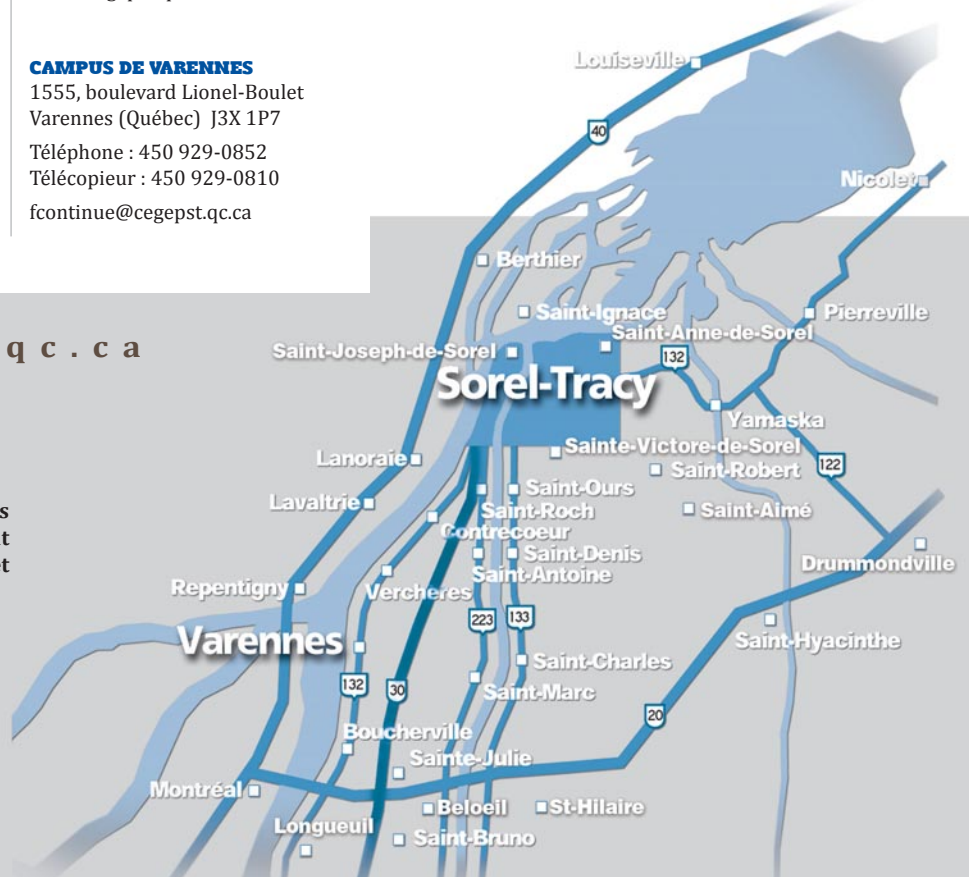 CAMPUS DE VARENNES
1555, boulevard Lionel-Boulet
Varennes (Québec)  J3X 1P7
Téléphone : 450 929-0852
Télécopieur : 450 929-0810
fcontinue@cegepst.qc.ca
qc.ca
s
t
et
Louiseville
40
Nicolet
Berthier
Saint-Ignace
Pierreville
Saint-Anne-de-Sorel
Saint-Joseph-de-Sorel
132
Sorel-Tracy
Yamaska
Sainte-Victore-de-Sorel
Lanoraie
Saint-Robert
122
Saint-Ours
Lavaltrie
Saint-Roch
Saint-Aimé
Contrecoeur
Saint-Denis
Drummondville
Saint-Antoine
Repentigny
Verchères
223
133
Varennes
Saint-Hyacinthe
Saint-Charles
132
30
Saint-Marc
20
Boucherville
Sainte-Julie
Montréal
Beloeil
St-Hilaire
Longueuil
Saint-Bruno